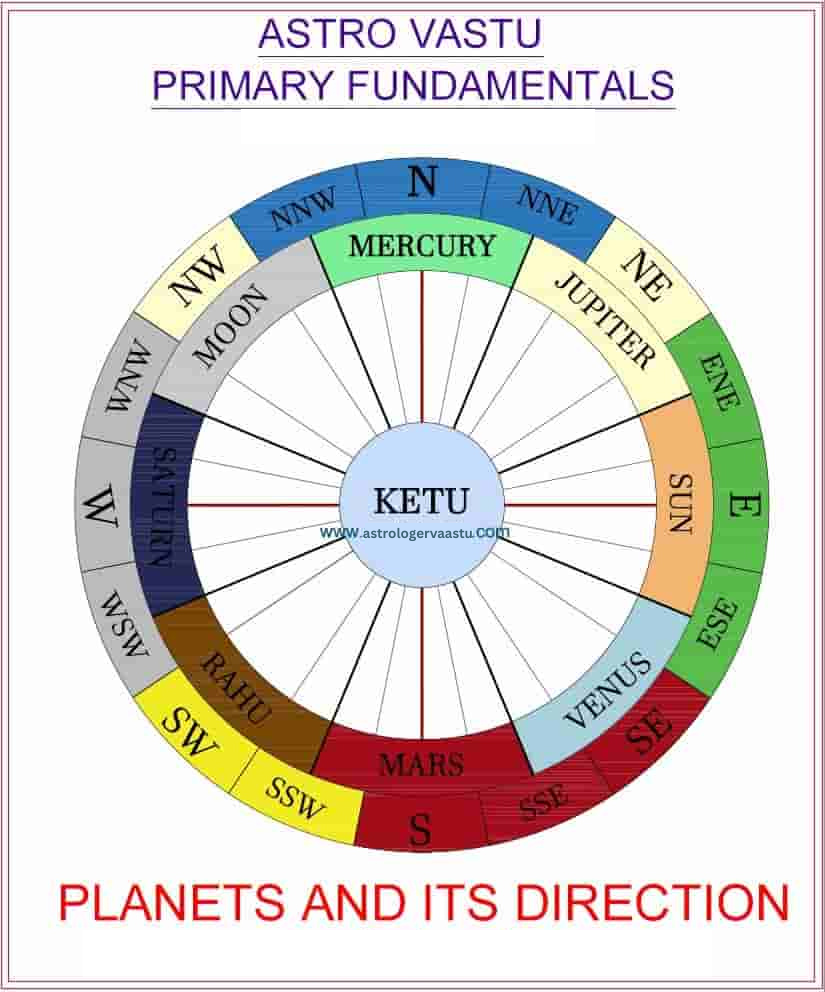 ASTRO VASTU
PRIMARY FUNDAMENTALS
N
NNE
NE
ENE
E
ESE
SE
SSE
S
SSW
SW
WSW
W
WNW
NW
NNW
MERCURY
JUPITER
SUN
VENUS
MARS
RAHU
SATURN
MOON
KETU
www.astrologervaastu.com
PLANETS AND ITS DIRECTION